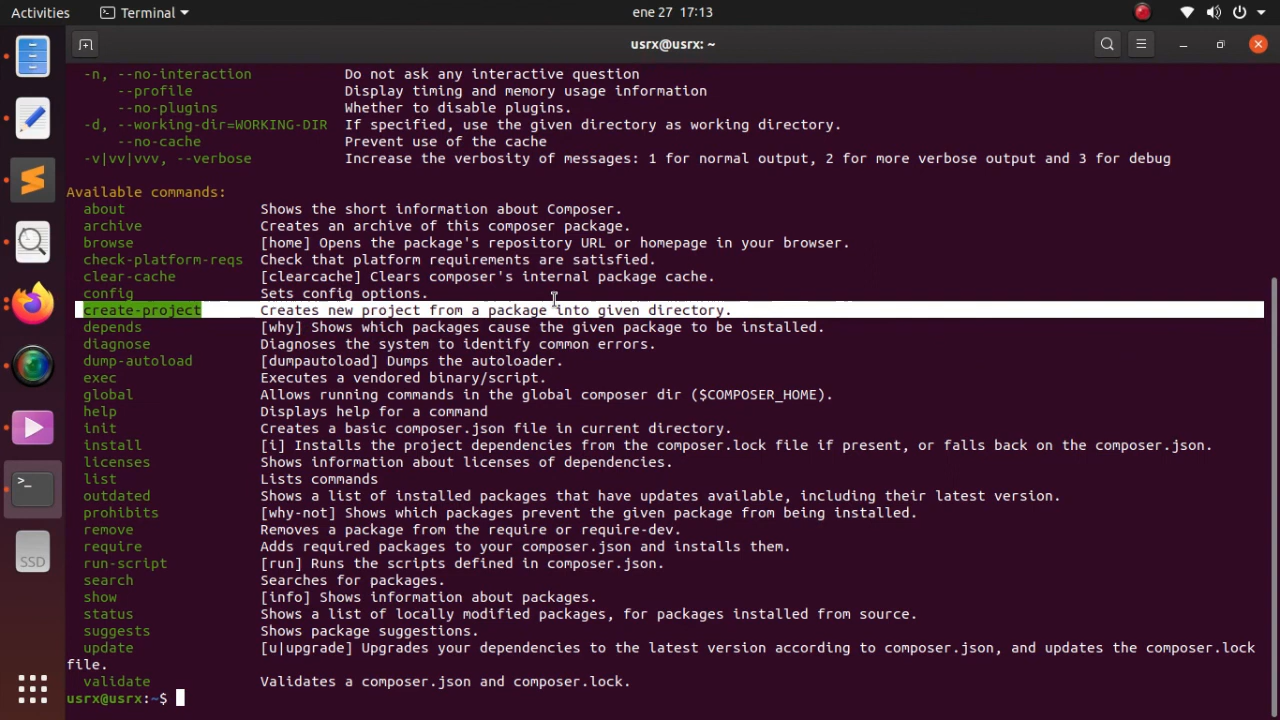 Activities
Terminal
ene 27 17:13
usrx@usrx: ~
-n, --no-interaction Do not ask any interactive question
--profile Display timing and memory usage information
--no-plugins Whether to disable plugins.
-d, --working-dir=WORKING-DIR If specified, use the given directory as working directory.
--no-cache Prevent use of the cache
-v|vv|vvv, --verbose Increase the verbosity of messages: 1 for normal output, 2 for more verbose output and 3 for debug
Available commands:
about Shows the short information about Composer.
archive Creates an archive of this composer package.
browse [home] Opens the package's repository URL or homepage in your browser.
check-platform-reqs Check that platform requirements are satisfied.
clear-cache [clearcache] Clears composer's internal package cache.
config Sets config options.
create-project Creates new project from a package into given directory.
depends [why] Shows which packages cause the given package to be installed.
diagnose Diagnoses the system to identify common errors.
dump-autoload [dumpautoload] Dumps the autoloader.
exec Executes a vendored binary/script.
global Allows running commands in the global composer dir ($COMPOSER_HOME).
help Displays help for a command
init Creates a basic composer.json file in current directory.
install [i] Installs the project dependencies from the composer.lock file if present, or falls back on the composer.json.
licenses Shows information about licenses of dependencies.
list Lists commands
outdated Shows a list of installed packages that have updates available, including their latest version.
prohibits [why-not] Shows which packages prevent the given package from being installed.
remove Removes a package from the require or require-dev.
require Adds required packages to your composer.json and installs them.
run-script [run] Runs the scripts defined in composer.json.
search Searches for packages.
show [info] Shows information about packages.
status Shows a list of locally modified packages, for packages installed from source.
suggests Shows package suggestions.
update [u|upgrade] Upgrades your dependencies to the latest version according to composer.json, and updates the composer.lock
file.
validate Validates a composer.json and composer.lock.
usrx@usrx:~$
>_
SSD